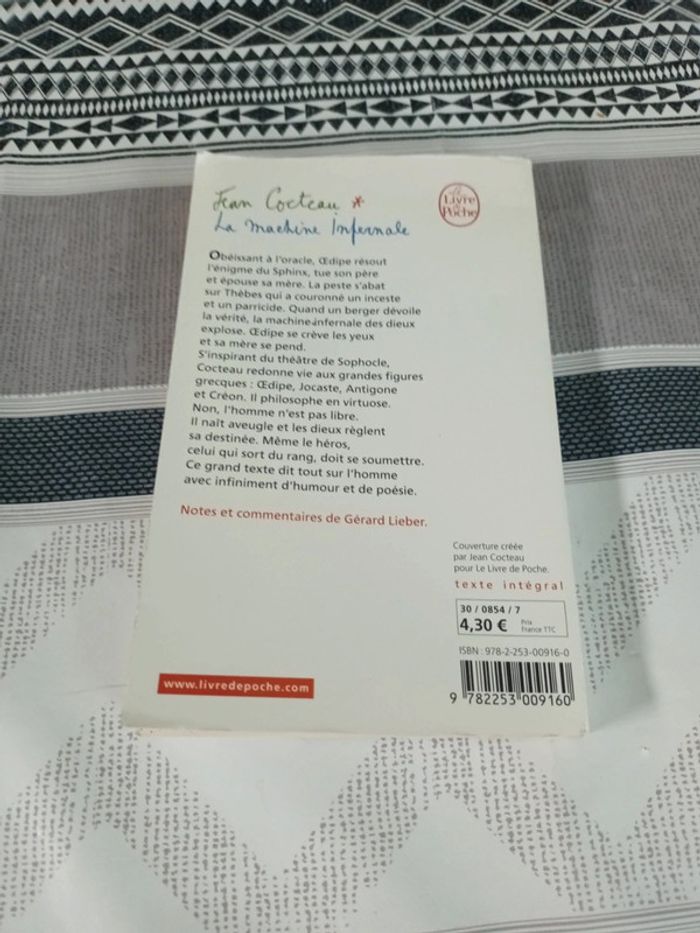 Jean Cocteau *
La Machine Infernale
Le
Livre
de
Poche
Obéissant à l'oracle, Œdipe résout
l'énigme du Sphinx, tue son père
et épouse sa mère. La peste s'abat
sur Thèbes qui a couronné un inceste
et un parricide. Quand un berger dévoile
la vérité, la machine infernale des dieux
explose. Œdipe se crève les yeux
et sa mère se pend.
S'inspirant du théâtre de Sophocle,
Cocteau redonne vie aux grandes figures
grecques : Œdipe, Jocaste, Antigone
et Créon. Il philosophe en virtuose.
Non, l'homme n'est pas libre.
Il naît aveugle et les dieux règlent
sa destinée. Même le héros,
celui qui sort du rang, doit se soumettre.
Ce grand texte dit tout sur l'homme
avec infiniment d'humour et de poésie.
Notes et commentaires de Gérard Lieber.
Couverture créée
par Jean Cocteau
pour Le Livre de Poche.
texte intégral
30 / 0854 / 7
4,30 € Prix
France TTC
ISBN : 978-2-253-00916-0
www.livredepoche.com
9 782253 009160